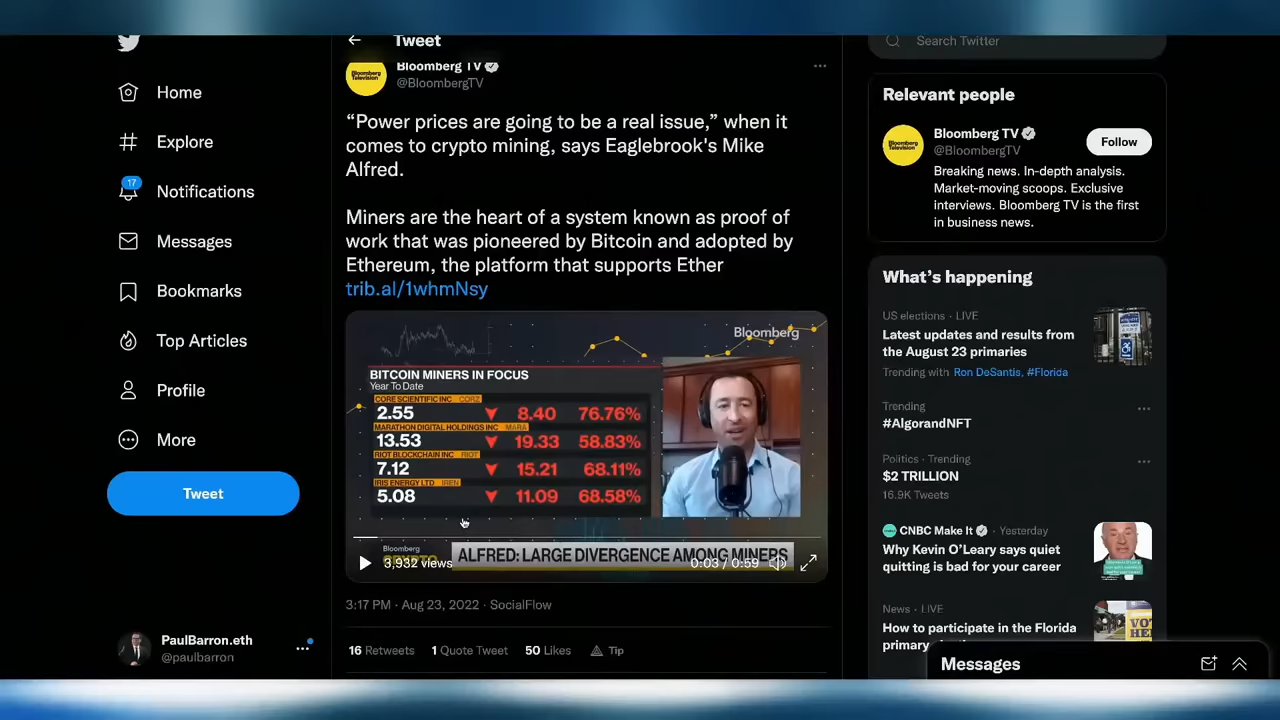 Tweet
Search Twitter
Home
Explore
17
Notifications
Messages
Bookmarks
Top Articles
Profile
More
Tweet
PaulBarron.eth
@paulbarron
Bloomberg Television
Bloomberg TV
@BloombergTV
“Power prices are going to be a real issue,” when it
comes to crypto mining, says Eaglebrook's Mike
Alfred.
Miners are the heart of a system known as proof of
work that was pioneered by Bitcoin and adopted by
Ethereum, the platform that supports Ether
trib.al/1whmNsy
Bloomberg
BITCOIN MINERS IN FOCUS
Year To Date
CORE SCIENTIFIC INC CORZ
2.55 ▼ 8.40 76.76%
MARATHON DIGITAL HOLDINGS INC MARA
13.53 ▼ 19.33 58.83%
RIOT BLOCKCHAIN INC RIOT
7.12 ▼ 15.21 68.11%
IRIS ENERGY LTD IREN
5.08 ▼ 11.09 68.58%
Bloomberg
CRYPTO
ALFRED: LARGE DIVERGENCE AMONG MINERS
3,932 views
0:03 / 0:59
3:17 PM · Aug 23, 2022 · SocialFlow
16 Retweets 1 Quote Tweet 50 Likes Tip
Relevant people
Bloomberg Television
Bloomberg TV
@BloombergTV
Follow
Breaking news. In-depth analysis.
Market-moving scoops. Exclusive
interviews. Bloomberg TV is the first
in business news.
What’s happening
US elections · LIVE
Latest updates and results from
the August 23 primaries
Trending with Ron DeSantis, #Florida
Trending
#AlgorandNFT
Politics · Trending
$2 TRILLION
16.9K Tweets
CNBC Make It · Yesterday
Why Kevin O’Leary says quiet
quitting is bad for your career
News · LIVE
How to participate in the Florida
primary
Messages